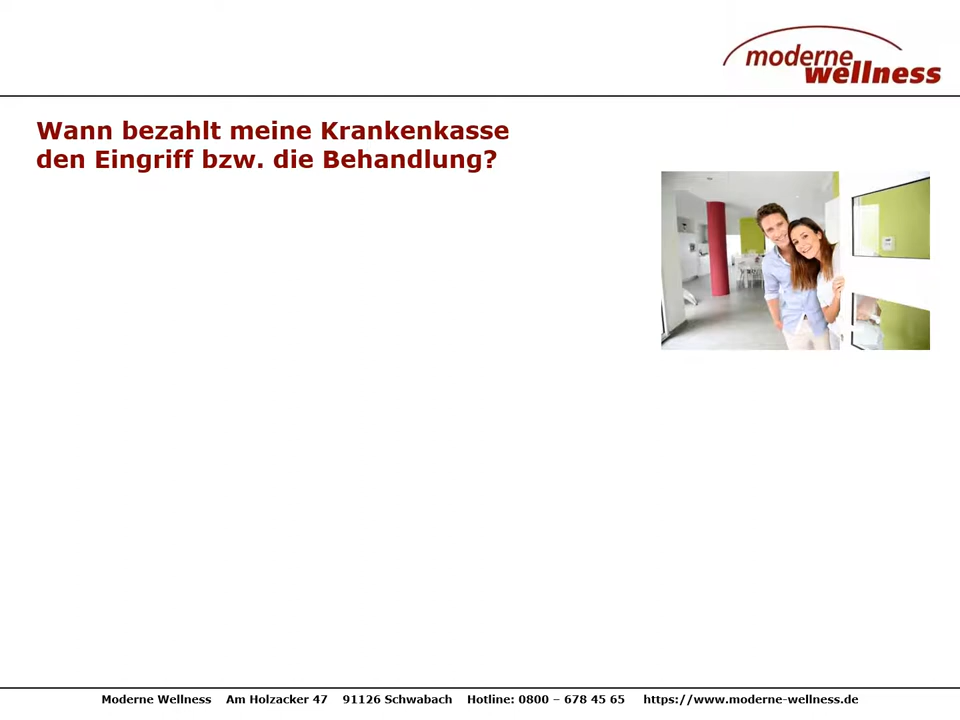 moderne
wellness
Wann bezahlt meine Krankenkasse
den Eingriff bzw. die Behandlung?
Moderne Wellness Am Holzacker 47 91126 Schwabach Hotline: 0800 – 678 45 65 https://www.moderne-wellness.de